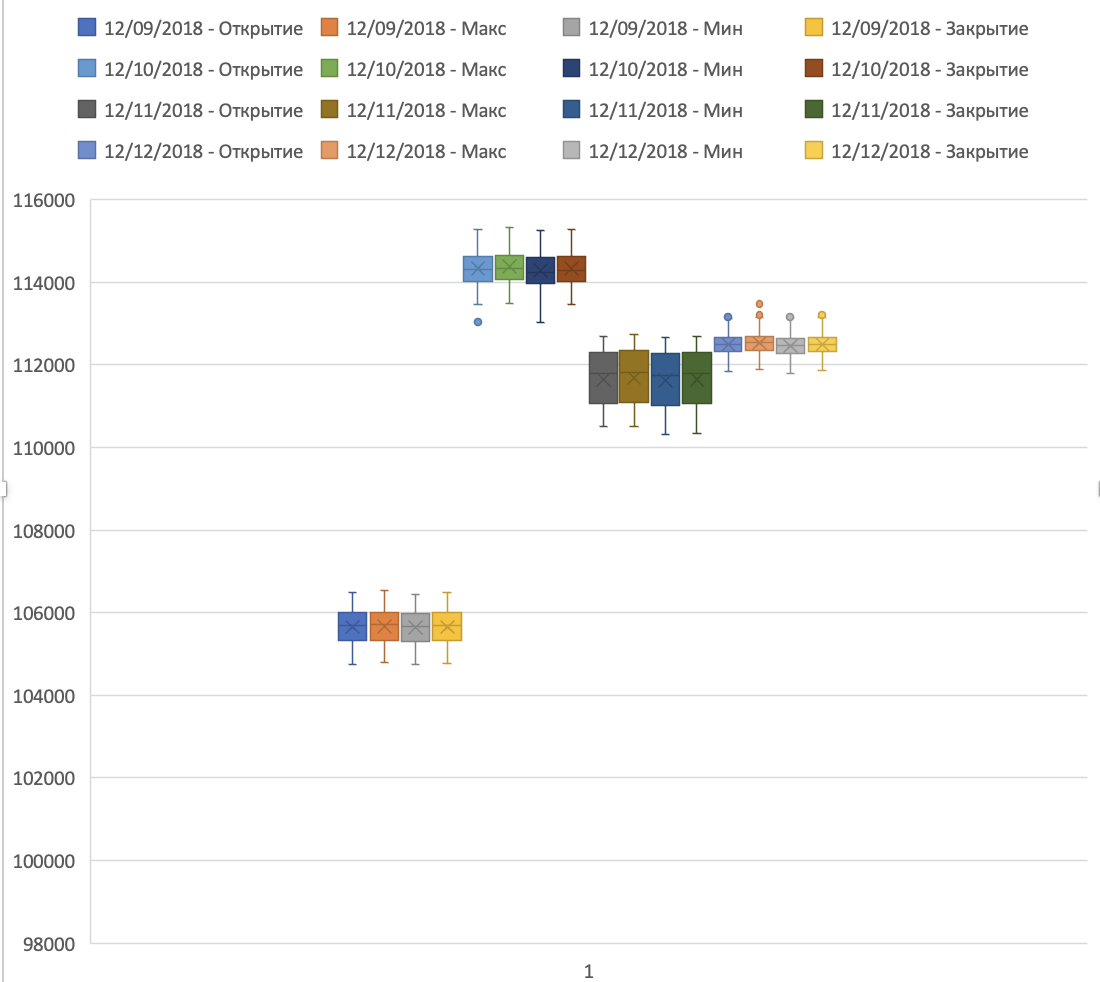 12/09/2018 - Открытие 12/09/2018 - Макс 12/09/2018 - Мин 12/09/2018 - Закрытие
12/10/2018 - Открытие 12/10/2018 - Макс 12/10/2018 - Мин 12/10/2018 - Закрытие
12/11/2018 - Открытие 12/11/2018 - Макс 12/11/2018 - Мин 12/11/2018 - Закрытие
12/12/2018 - Открытие 12/12/2018 - Макс 12/12/2018 - Мин 12/12/2018 - Закрытие
116000
114000
112000
110000
108000
106000
104000
102000
100000
98000
1